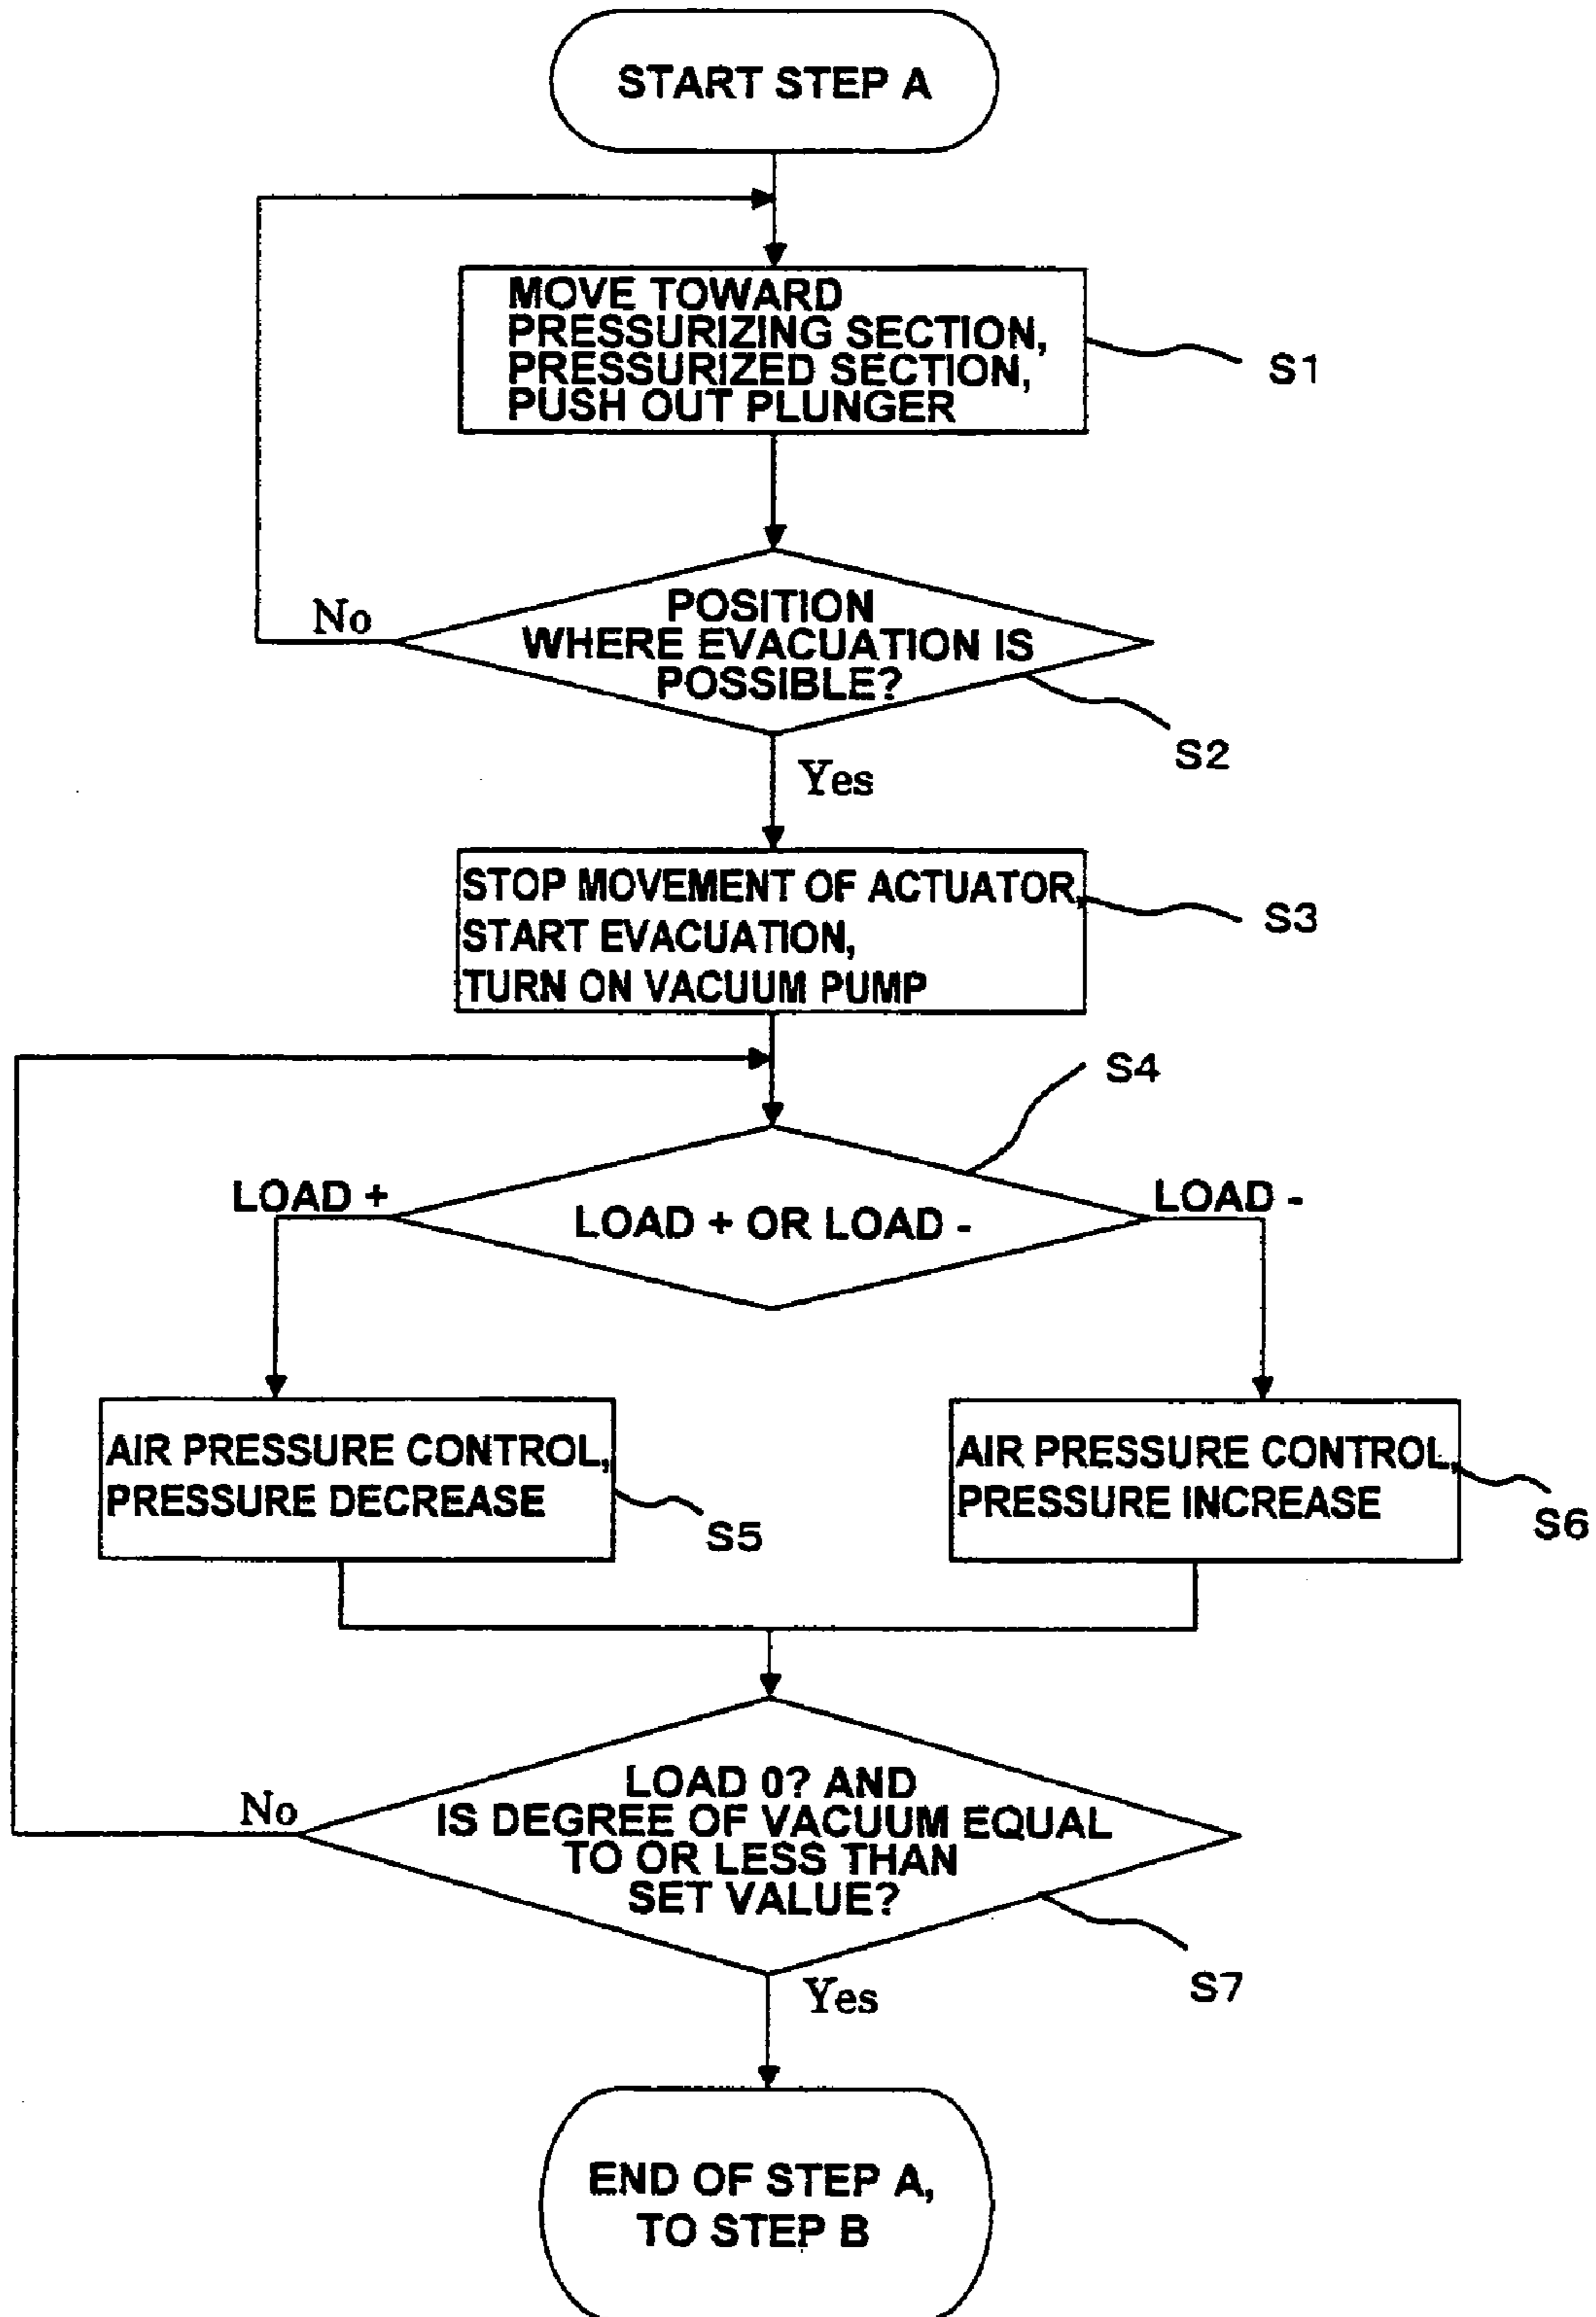 START STEP A
MOVE TOWARD
PRESSURIZING SECTION,
PRESSURIZED SECTION,
PUSH OUT PLUNGER
S1
No
POSITION
WHERE EVACUATION IS
POSSIBLE?
S2
Yes
STOP MOVEMENT OF ACTUATOR,
START EVACUATION,
TURN ON VACUUM PUMP
S3
S4
LOAD +
LOAD + OR LOAD -
LOAD -
AIR PRESSURE CONTROL,
PRESSURE DECREASE
S5
AIR PRESSURE CONTROL,
PRESSURE INCREASE
S6
No
LOAD 0? AND
IS DEGREE OF VACUUM EQUAL
TO OR LESS THAN
SET VALUE?
S7
Yes
END OF STEP A,
TO STEP B